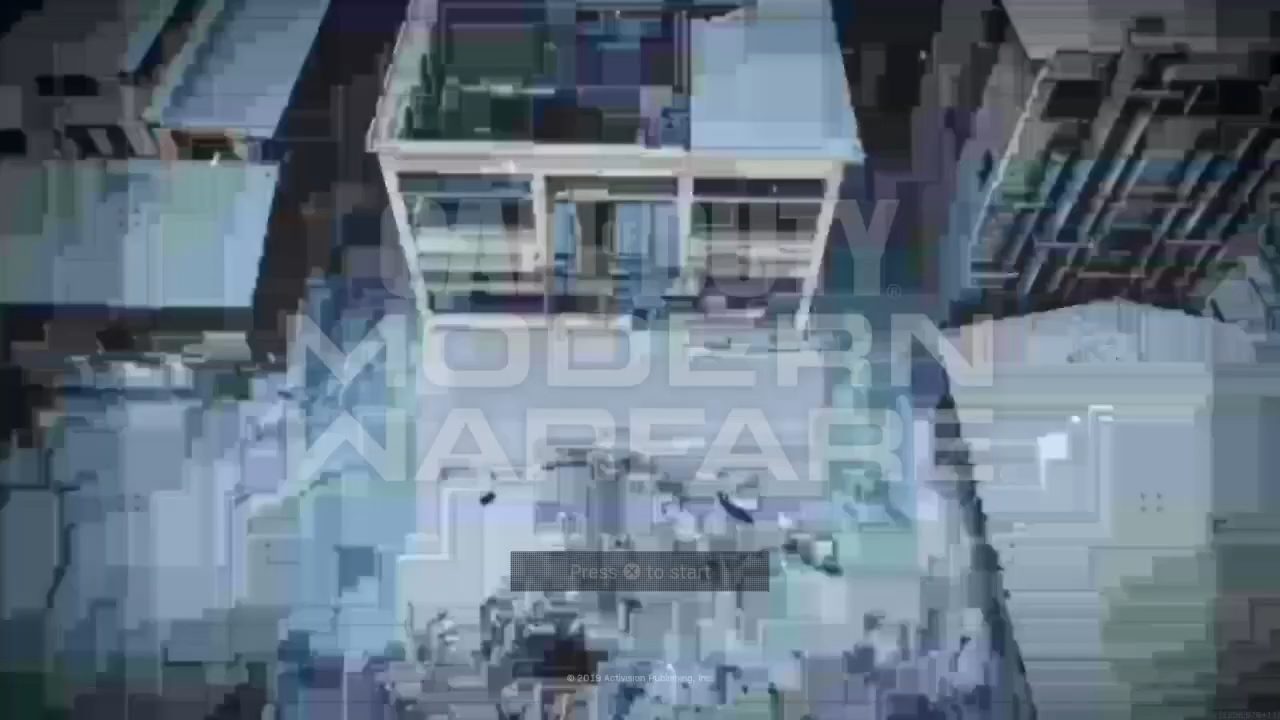 CALL OF DUTY®
MODERN
WARFARE
Press ⓧ to start
© 2019 Activision Publishing, Inc.